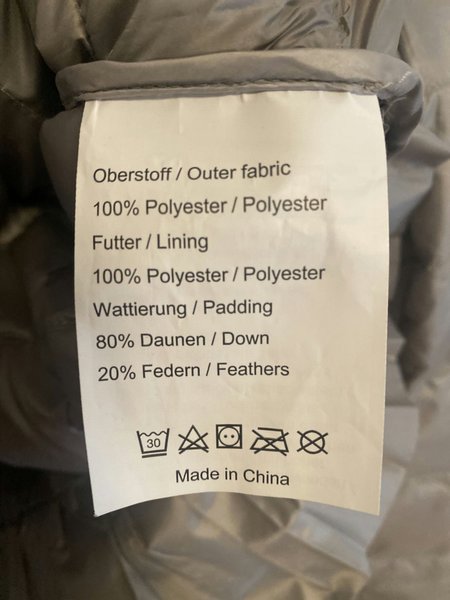 Oberstoff / Outer fabric
100% Polyester / Polyester
Futter / Lining
100% Polyester / Polyester
Wattierung / Padding
80% Daunen / Down
20% Federn / Feathers
30
Made in China